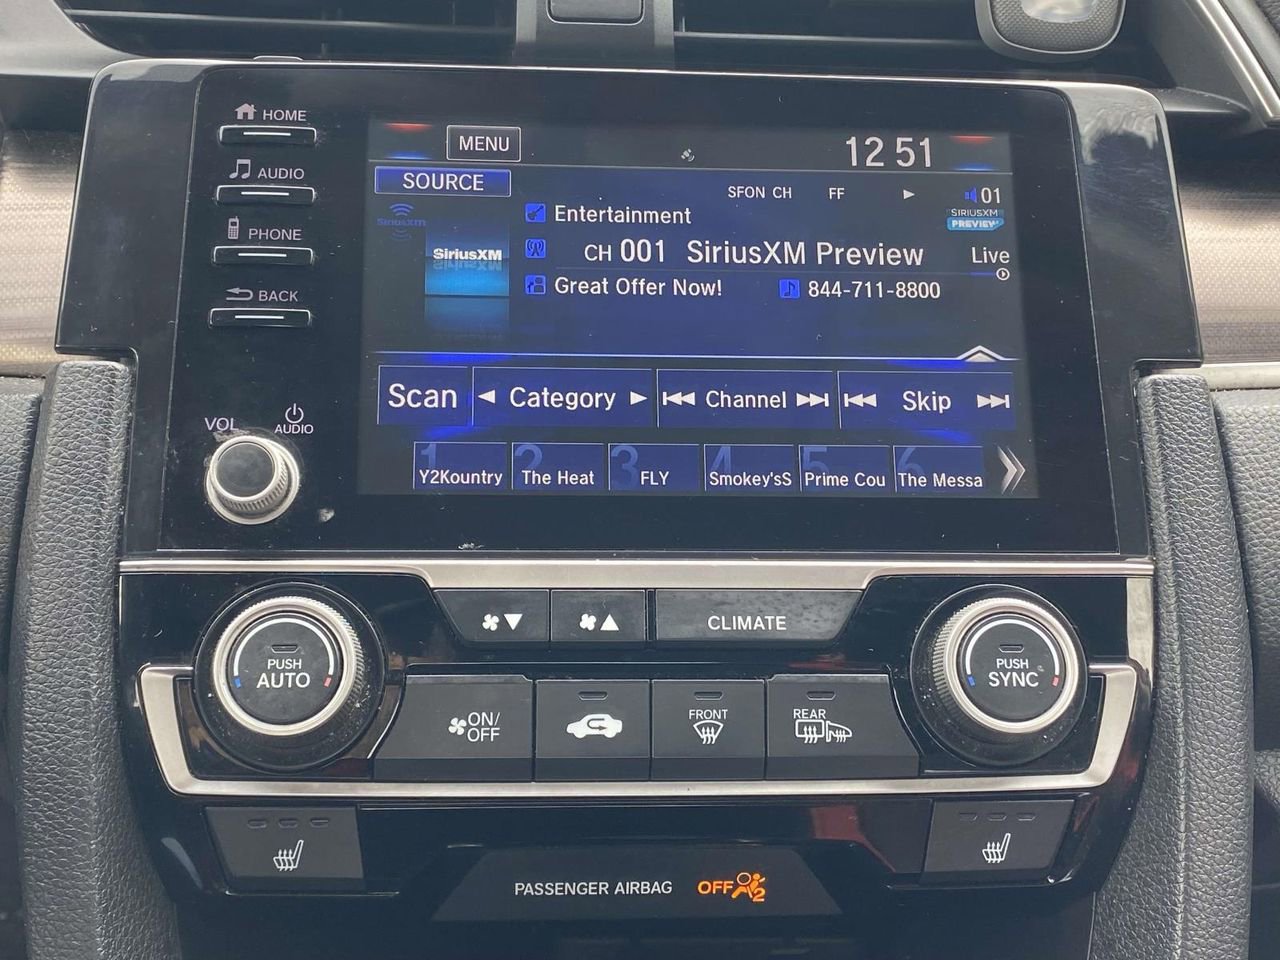 HOME
AUDIO
PHONE
BACK
VOL
AUDIO
MENU
12 51
SOURCE
SFON CH FF 01
SiriusXM
SIRIUSXM
PREVIEW
Entertainment
SiriusXM
CH 001 SiriusXM Preview
Live
Great Offer Now!
844-711-8800
Scan
Category
Channel
Skip
1 Y2Kountry
2 The Heat
3 FLY
4 Smokey'sS
5 Prime Cou
6 The Messa
CLIMATE
PUSH
AUTO
PUSH
SYNC
ON/
OFF
FRONT
REAR
PASSENGER AIRBAG OFF 2